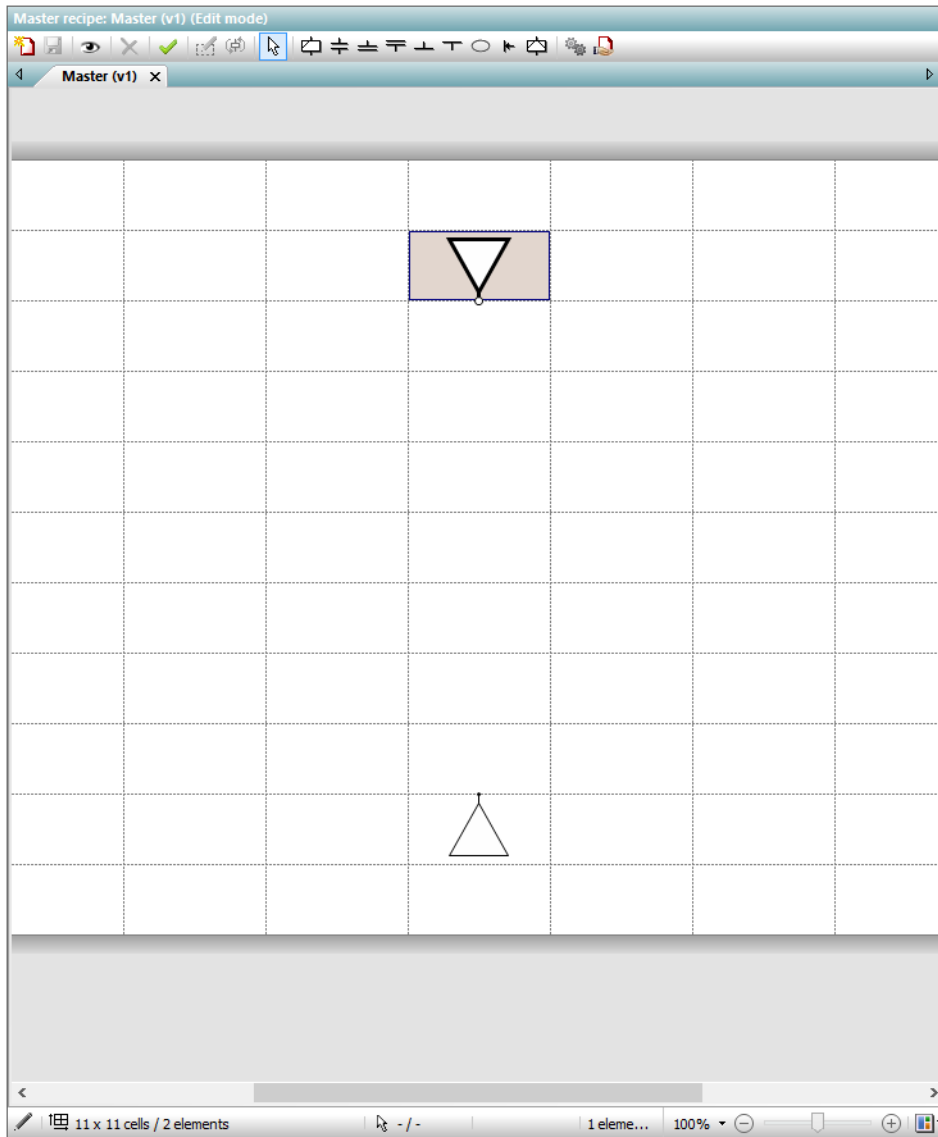 Master recipe: Master (v1) (Edit mode)
Master (v1)
11 x 11 cells / 2 elements
- / -
1 eleme...
100%